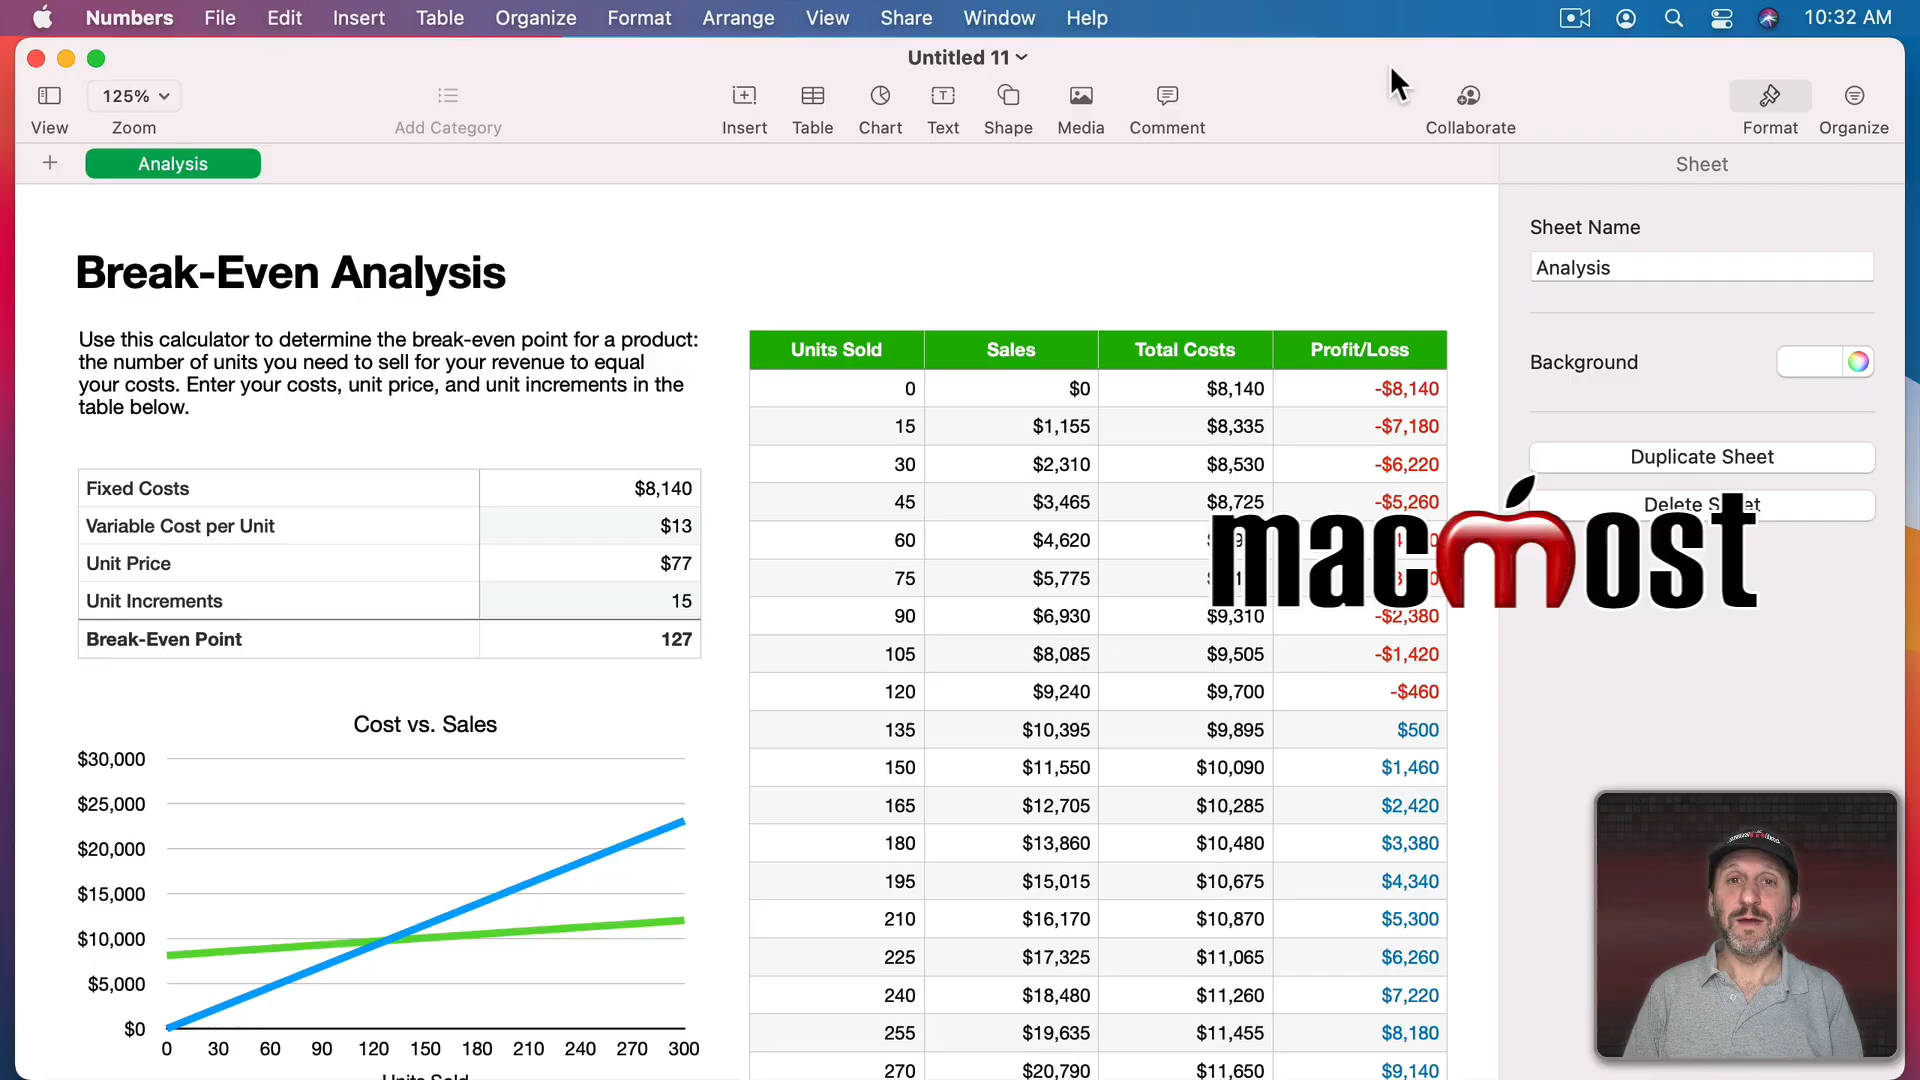 Numbers File Edit Insert Table Organize Format Arrange View Share Window Help 10:32 AM
Untitled 11
125%
View Zoom Add Category Insert Table Chart Text Shape Media Comment Collaborate Format Organize
Analysis
Sheet
Sheet Name
Analysis
Background
Duplicate Sheet
Delete
macmost
Break-Even Analysis
Use this calculator to determine the break-even point for a product:
the number of units you need to sell for your revenue to equal
your costs. Enter your costs, unit price, and unit increments in the
table below.
Fixed Costs $8,140
Variable Cost per Unit $13
Unit Price $77
Unit Increments 15
Break-Even Point 127
Units Sold Sales Total Costs Profit/Loss
0 $0 $8,140 -$8,140
15 $1,155 $8,335 -$7,180
30 $2,310 $8,530 -$6,220
45 $3,465 $8,725 -$5,260
60 $4,620
75 $5,775
90 $6,930 $9,310 -$2,380
105 $8,085 $9,505 -$1,420
120 $9,240 $9,700 -$460
135 $10,395 $9,895 $500
150 $11,550 $10,090 $1,460
165 $12,705 $10,285 $2,420
180 $13,860 $10,480 $3,380
195 $15,015 $10,675 $4,340
210 $16,170 $10,870 $5,300
225 $17,325 $11,065 $6,260
240 $18,480 $11,260 $7,220
255 $19,635 $11,455 $8,180
270 $20,790 $11,650 $9,140
Cost vs. Sales
$30,000
$25,000
$20,000
$15,000
$10,000
$5,000
$0
0 30 60 90 120 150 180 210 240 270 300
Units Sold